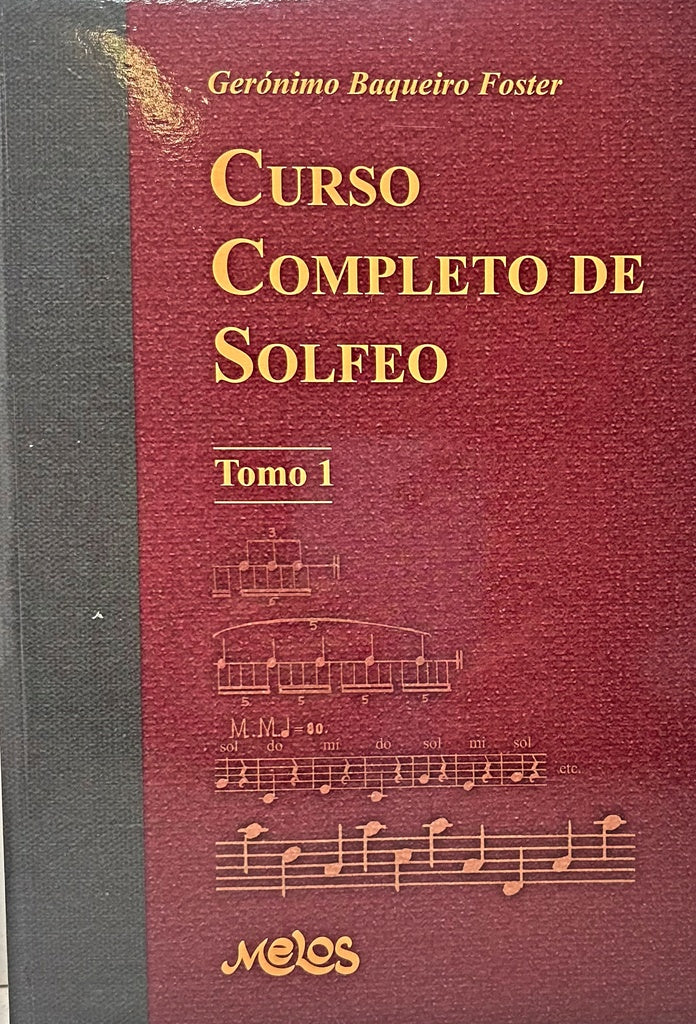 Gerónimo Baqueiro Foster
CURSO
COMPLETO DE
SOLFEO
Tomo 1
3
6
5
5 5 5 5
M.M.♩=80.
sol do mi do sol mi sol
etc.
MELOS